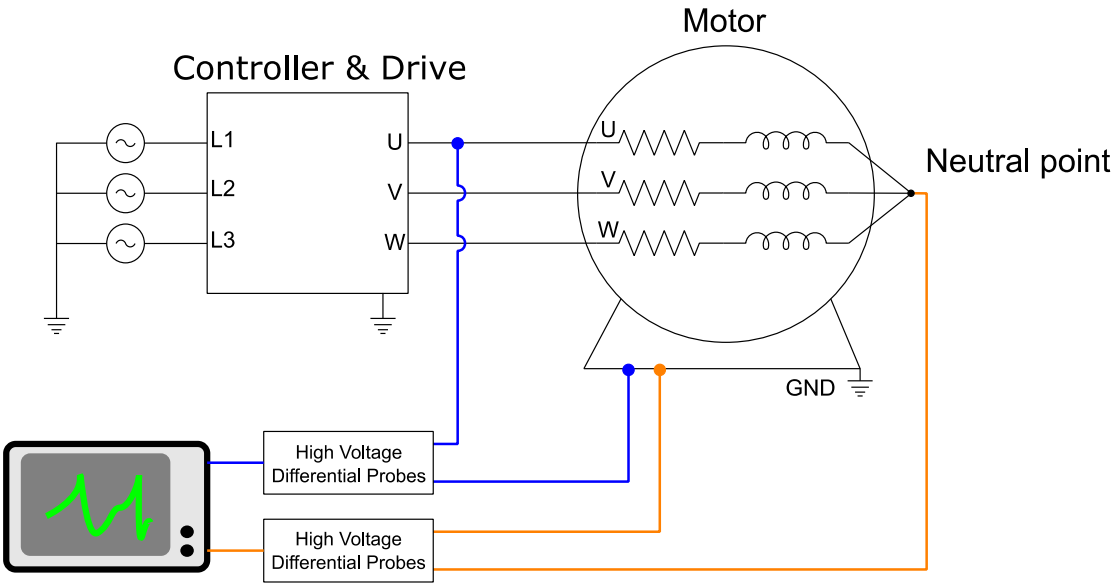 Motor
Controller & Drive
L1
U
U
Neutral point
L2
V
V
L3
W
W
GND
High Voltage
Differential Probes
High Voltage
Differential Probes